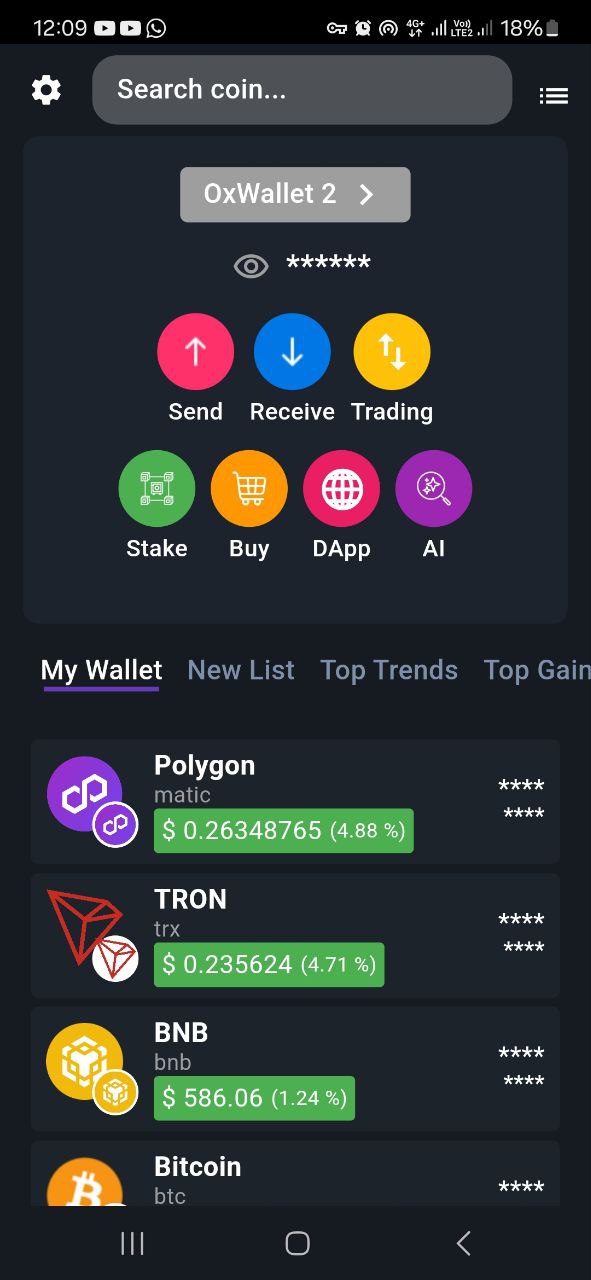 12:09 4G+ Vo) LTE2 18%
Search coin...
OxWallet 2
******
Send Receive Trading
Stake Buy DApp AI
My Wallet New List Top Trends Top Gain
Polygon
matic ****
$ 0.26348765 (4.88 %) ****
TRON
trx ****
$ 0.235624 (4.71 %) ****
BNB
bnb ****
$ 586.06 (1.24 %) ****
Bitcoin
btc ****